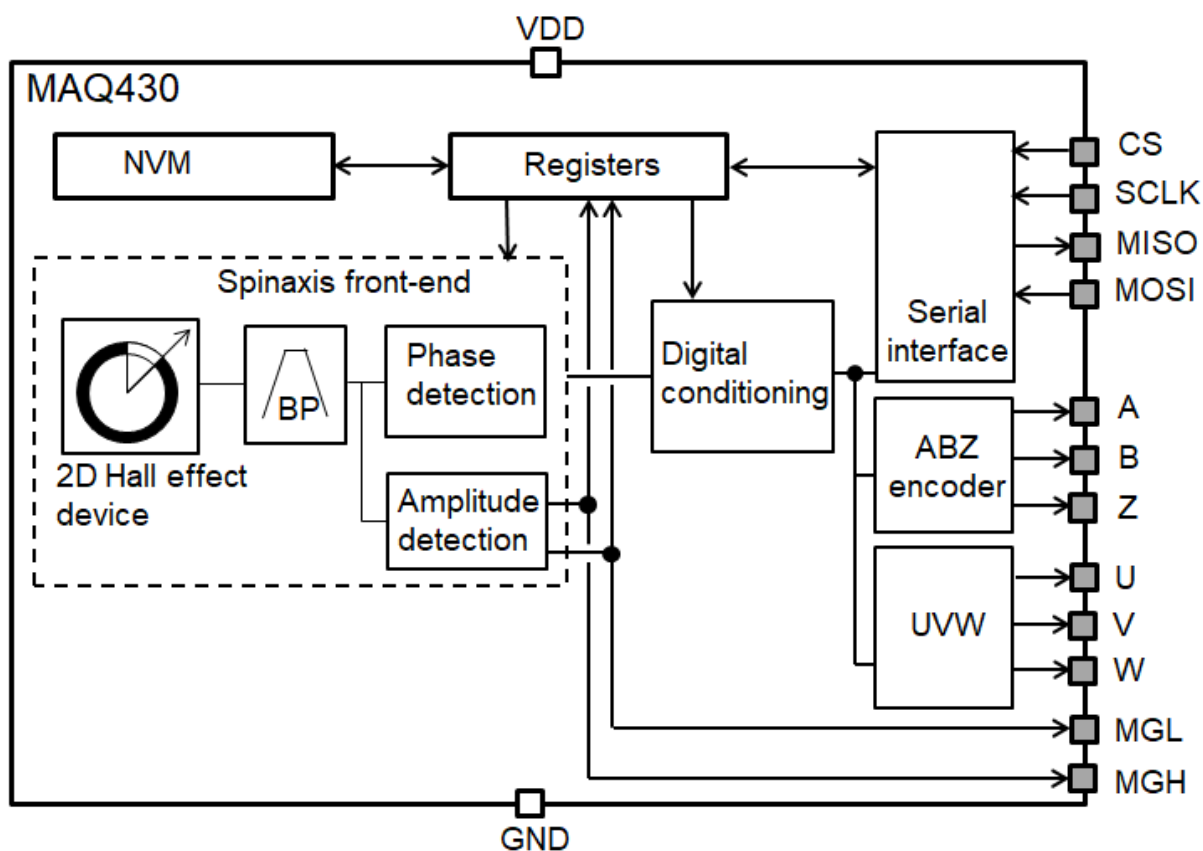 VDD
MAQ430
NVM
Registers
Serial
interface
CS
SCLK
MISO
MOSI
Spinaxis front-end
2D Hall effect
device
BP
Phase
detection
Amplitude
detection
Digital
conditioning
ABZ
encoder
A
B
Z
UVW
U
V
W
MGL
MGH
GND